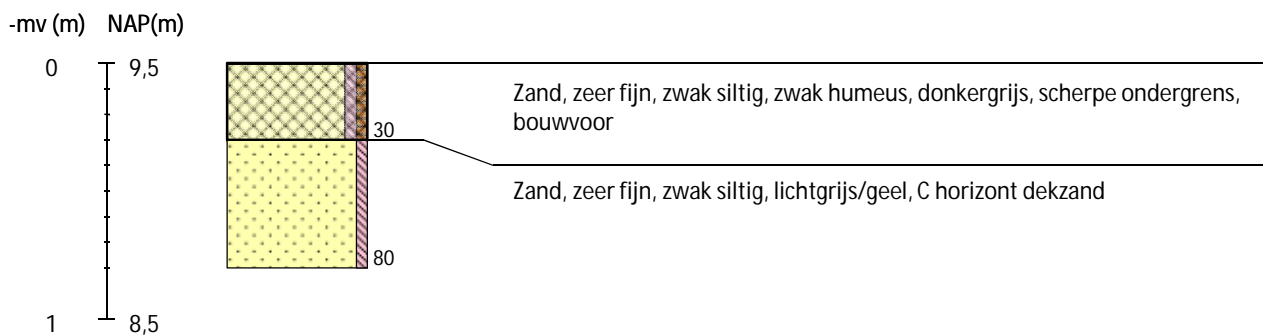 -mv (m) NAP(m)
0 9,5
Zand, zeer fijn, zwak siltig, zwak humeus, donkergrijs, scherpe ondergrens,
bouwvoor
30
Zand, zeer fijn, zwak siltig, lichtgrijs/geel, C horizont dekzand
80
1 8,5